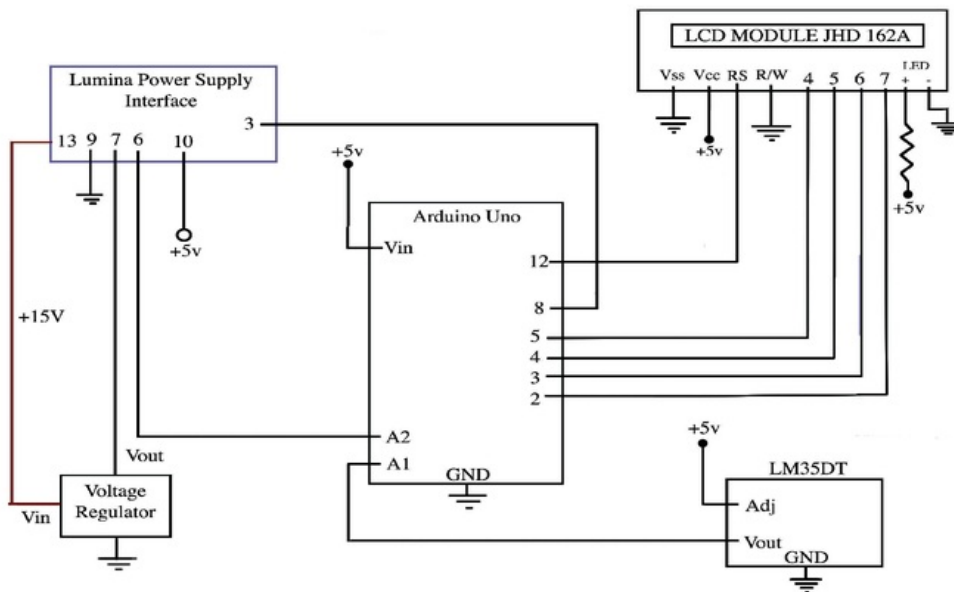 LCD MODULE JHD 162A
Vss Vcc RS R/W 4 5 6 7 LED + -
+5v
+5v
Lumina Power Supply
Interface
3
13 9 7 6 10
+5v
+15V
+5v
Arduino Uno
Vin
12
8
5
4
3
2
A2
A1
GND
Vout
Voltage
Regulator
Vin
+5v
LM35DT
Adj
Vout
GND